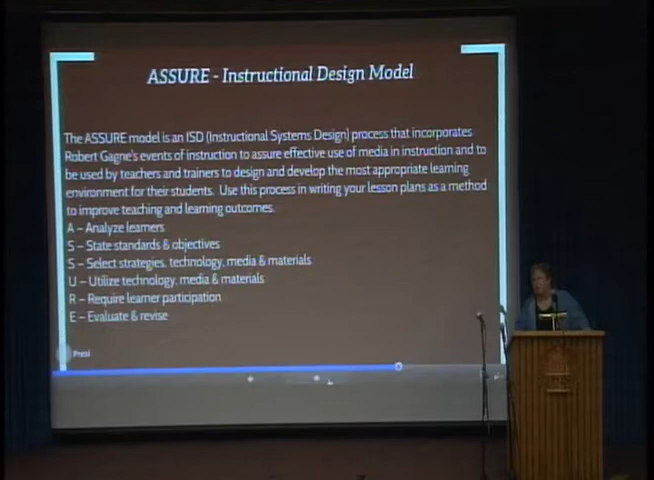 ASSURE - Instructional Design Model
The ASSURE model is an ISD (Instructional Systems Design) process that incorporates
Robert Gagne's events of instruction to assure effective use of media in instruction and to
be used by teachers and trainers to design and develop the most appropriate learning
environment for their students. Use this process in writing your lesson plans as a method
to improve teaching and learning outcomes.
A – Analyze learners
S – State standards & objectives
S – Select strategies, technology, media & materials
U – Utilize technology, media & materials
R – Require learner participation
E – Evaluate & revise
Prezi